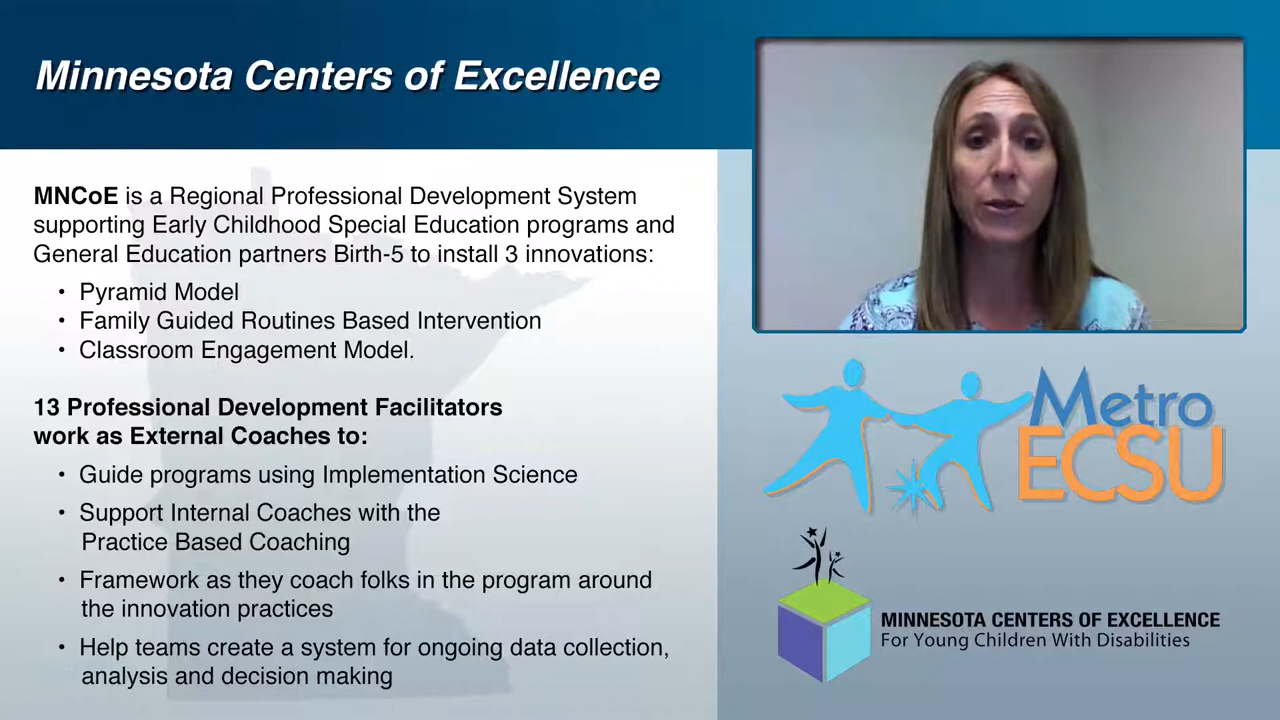 Minnesota Centers of Excellence
MNCoE is a Regional Professional Development System
supporting Early Childhood Special Education programs and
General Education partners Birth-5 to install 3 innovations:
• Pyramid Model
• Family Guided Routines Based Intervention
• Classroom Engagement Model.
13 Professional Development Facilitators
work as External Coaches to:
• Guide programs using Implementation Science
• Support Internal Coaches with the
Practice Based Coaching
• Framework as they coach folks in the program around
the innovation practices
• Help teams create a system for ongoing data collection,
analysis and decision making
Metro
ECSU
MINNESOTA CENTERS OF EXCELLENCE
For Young Children With Disabilities